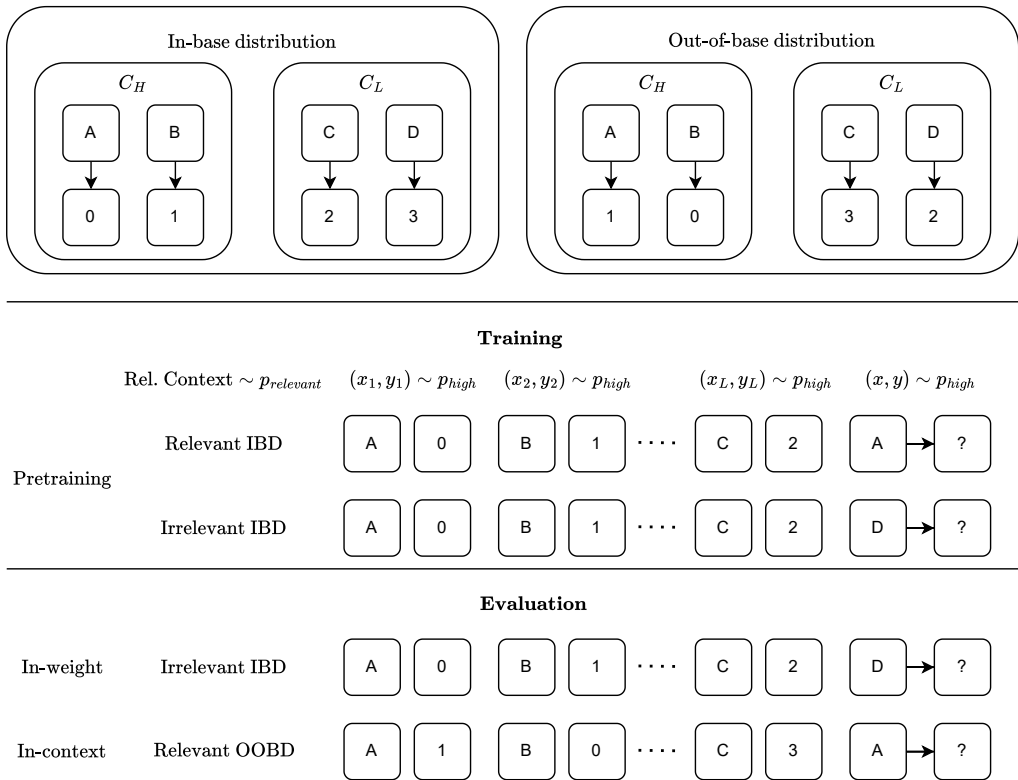 In-base distribution Out-of-base distribution
C_H C_L C_H C_L
A B C D A B C D
0 1 2 3 1 0 3 2
Training
Rel. Context ∼ p_relevant (x_1, y_1) ∼ p_high (x_2, y_2) ∼ p_high (x_L, y_L) ∼ p_high (x, y) ∼ p_high
Relevant IBD A 0 B 1 ···· C 2 A ?
Pretraining
Irrelevant IBD A 0 B 1 ···· C 2 D ?
Evaluation
In-weight Irrelevant IBD A 0 B 1 ···· C 2 D ?
In-context Relevant OOBD A 1 B 0 ···· C 3 A ?